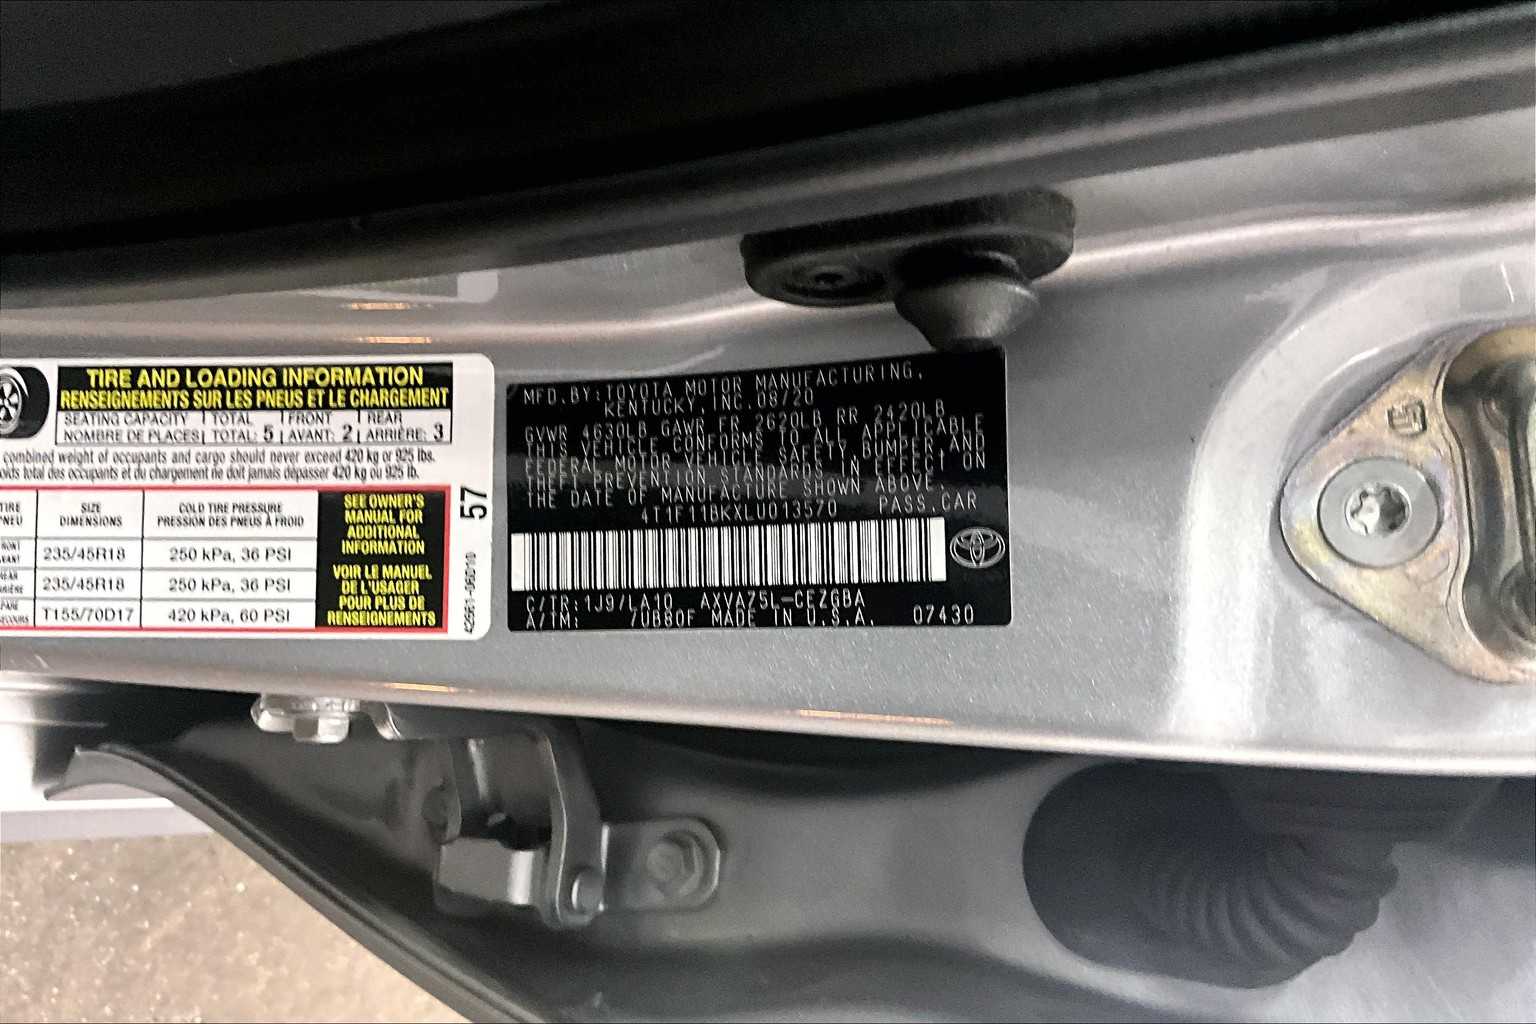 TIRE AND LOADING INFORMATION
RENSEIGNEMENTS SUR LES PNEUS ET LE CHARGEMENT
SEATING CAPACITY TOTAL FRONT REAR
NOMBRE DE PLACES TOTAL: 5 AVANT: 2 ARRIÈRE: 3
combined weight of occupants and cargo should never exceed 420 kg or 925 lbs.
oids total des occupants et du chargement ne doit jamais dépasser 420 kg ou 925 lb.
TIRE SIZE COLD TIRE PRESSURE
PNEU DIMENSIONS PRESSION DES PNEUS À FROID
235/45R18 250 kPa, 36 PSI
235/45R18 250 kPa, 36 PSI
T155/70D17 420 kPa, 60 PSI
SEE OWNER'S
MANUAL FOR
ADDITIONAL
INFORMATION
VOIR LE MANUEL
DE L'USAGER
POUR PLUS DE
RENSEIGNEMENTS
57
42661-06D10
MFD.BY:TOYOTA MOTOR MANUFACTURING,
KENTUCKY, INC.08/20
GVWR 4630LB GAWR FR 2620LB RR 2420LB
THIS VEHICLE CONFORMS TO ALL APPLICABLE
FEDERAL MOTOR VEHICLE SAFETY, BUMPER AND
THEFT PREVENTION STANDARDS IN EFFECT ON
THE DATE OF MANUFACTURE SHOWN ABOVE.
4T1F11BKXLU013570 PASS.CAR
C/TR:1J9/LA10 AXVA75L-CEZGBA
A/TM: /UB80F MADE IN U.S.A. 07430